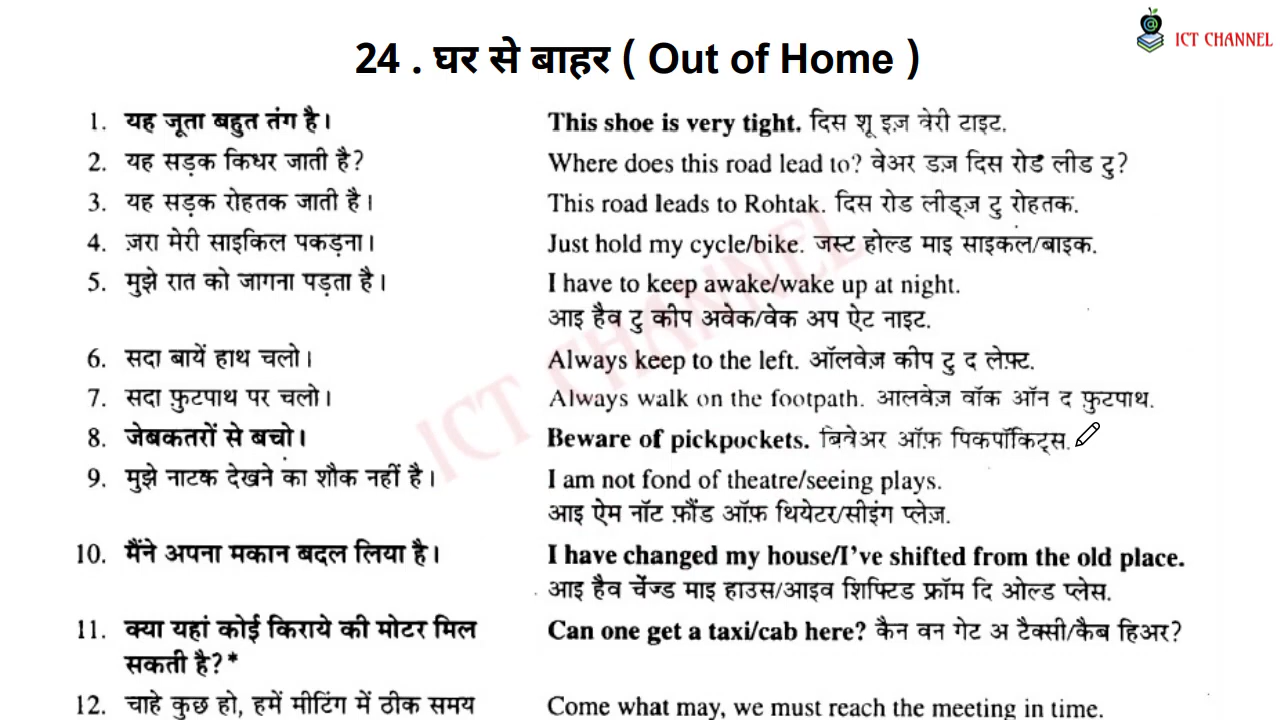 ICT CHANNEL
24 . घर से बाहर ( Out of Home )
1. यह जूता बहुत तंग है। This shoe is very tight. दिस शू इज़ वेरी टाइट.
2. यह सड़क किधर जाती है? Where does this road lead to? वेअर डज़ दिस रोड लीड टु?
3. यह सड़क रोहतक जाती है। This road leads to Rohtak. दिस रोड लीड्ज़ टु रोहतक.
4. ज़रा मेरी साइकिल पकड़ना। Just hold my cycle/bike. जस्ट होल्ड माइ साइकल/बाइक.
5. मुझे रात को जागना पड़ता है। I have to keep awake/wake up at night.
आइ हैव टु कीप अवेक/वेक अप ऐट नाइट.
6. सदा बायें हाथ चलो। Always keep to the left. ऑलवेज़ कीप टु द लेफ़्ट.
7. सदा फ़ुटपाथ पर चलो। Always walk on the footpath. आलवेज़ वॉक ऑन द फ़ुटपाथ.
8. जेबकतरों से बचो। Beware of pickpockets. बिवेअर ऑफ़ पिकपॉकिट्स.
9. मुझे नाटक देखने का शौक नहीं है। I am not fond of theatre/seeing plays.
आइ ऐम नॉट फ़ौंड ऑफ़ थियेटर/सीइंग प्लेज़.
10. मैंने अपना मकान बदल लिया है। I have changed my house/I've shifted from the old place.
आइ हैव चेंज्ड माइ हाउस/आइव शिफ्टिड फ्रॉम दि ओल्ड प्लेस.
11. क्या यहां कोई किराये की मोटर मिल Can one get a taxi/cab here? कैन वन गेट अ टैक्सी/कैब हिअर?
सकती है?*
12. चाहे कुछ हो, हमें मीटिंग में ठीक समय Come what may, we must reach the meeting in time.
ICT CHANNEL